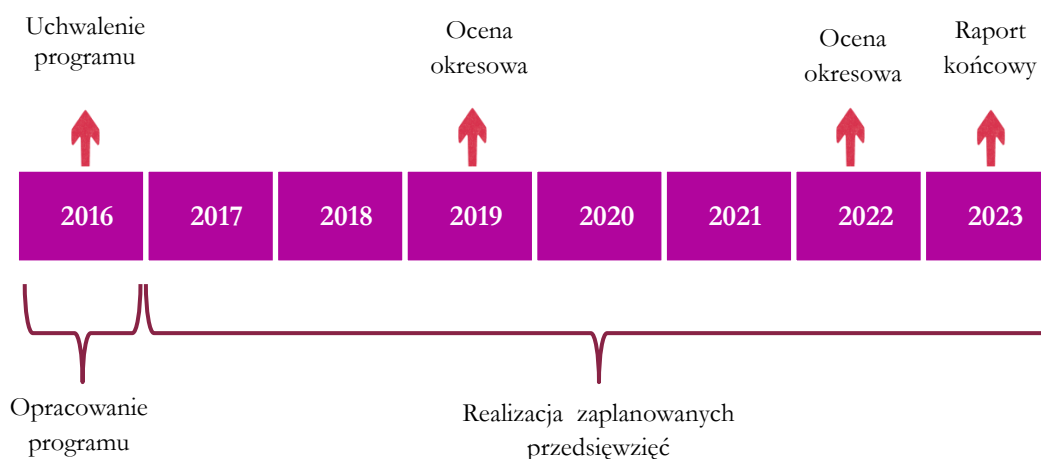 Uchwalenie
programu
Ocena
okresowa
Ocena
okresowa
Raport
końcowy
2016
2017
2018
2019
2020
2021
2022
2023
Opracowanie
programu
Realizacja zaplanowanych
przedsięwzięć